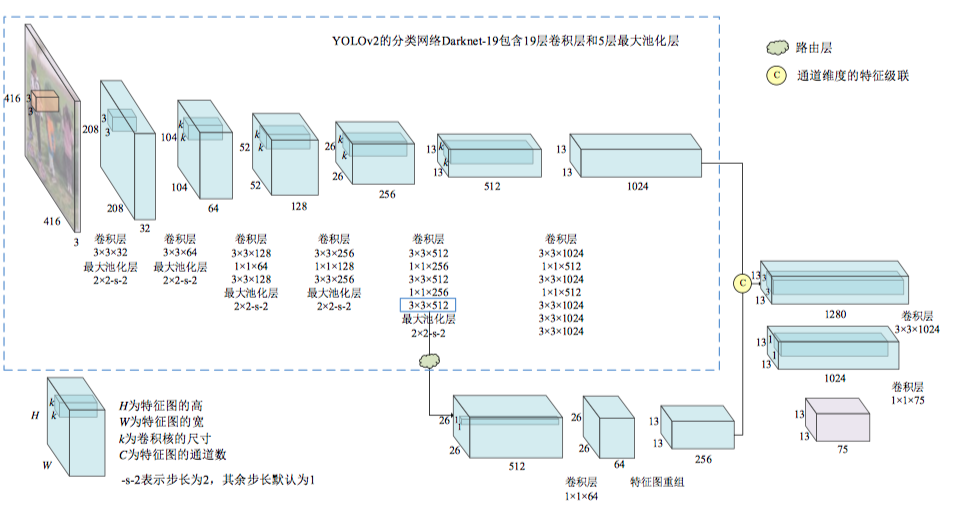 YOLOv2的分类网络Darknet-19包含19层卷积层和5层最大池化层
路由层
C
通道维度的特征级联
416
3
3
416
3
208
3
3
208
32
104
k
k
104
64
52
k
k
52
128
26
k
k
26
256
13
k
k
13
512
13
13
1024
卷积层
3×3×32
最大池化层
2×2-s-2
卷积层
3×3×64
最大池化层
2×2-s-2
卷积层
3×3×128
1×1×64
3×3×128
最大池化层
2×2-s-2
卷积层
3×3×256
1×1×128
3×3×256
最大池化层
2×2-s-2
卷积层
3×3×512
1×1×256
3×3×512
1×1×256
3×3×512
最大池化层
2×2-s-2
卷积层
3×3×1024
1×1×512
3×3×1024
1×1×512
3×3×1024
3×3×1024
3×3×1024
C
13
3
3
13
1280
卷积层
3×3×1024
13
1
1
13
1024
卷积层
1×1×75
13
13
75
H
k
k
W
H为特征图的高
W为特征图的宽
k为卷积核的尺寸
C为特征图的通道数
-s-2表示步长为2，其余步长默认为1
26
1
1
26
512
26
26
64
卷积层
1×1×64
13
13
256
特征图重组